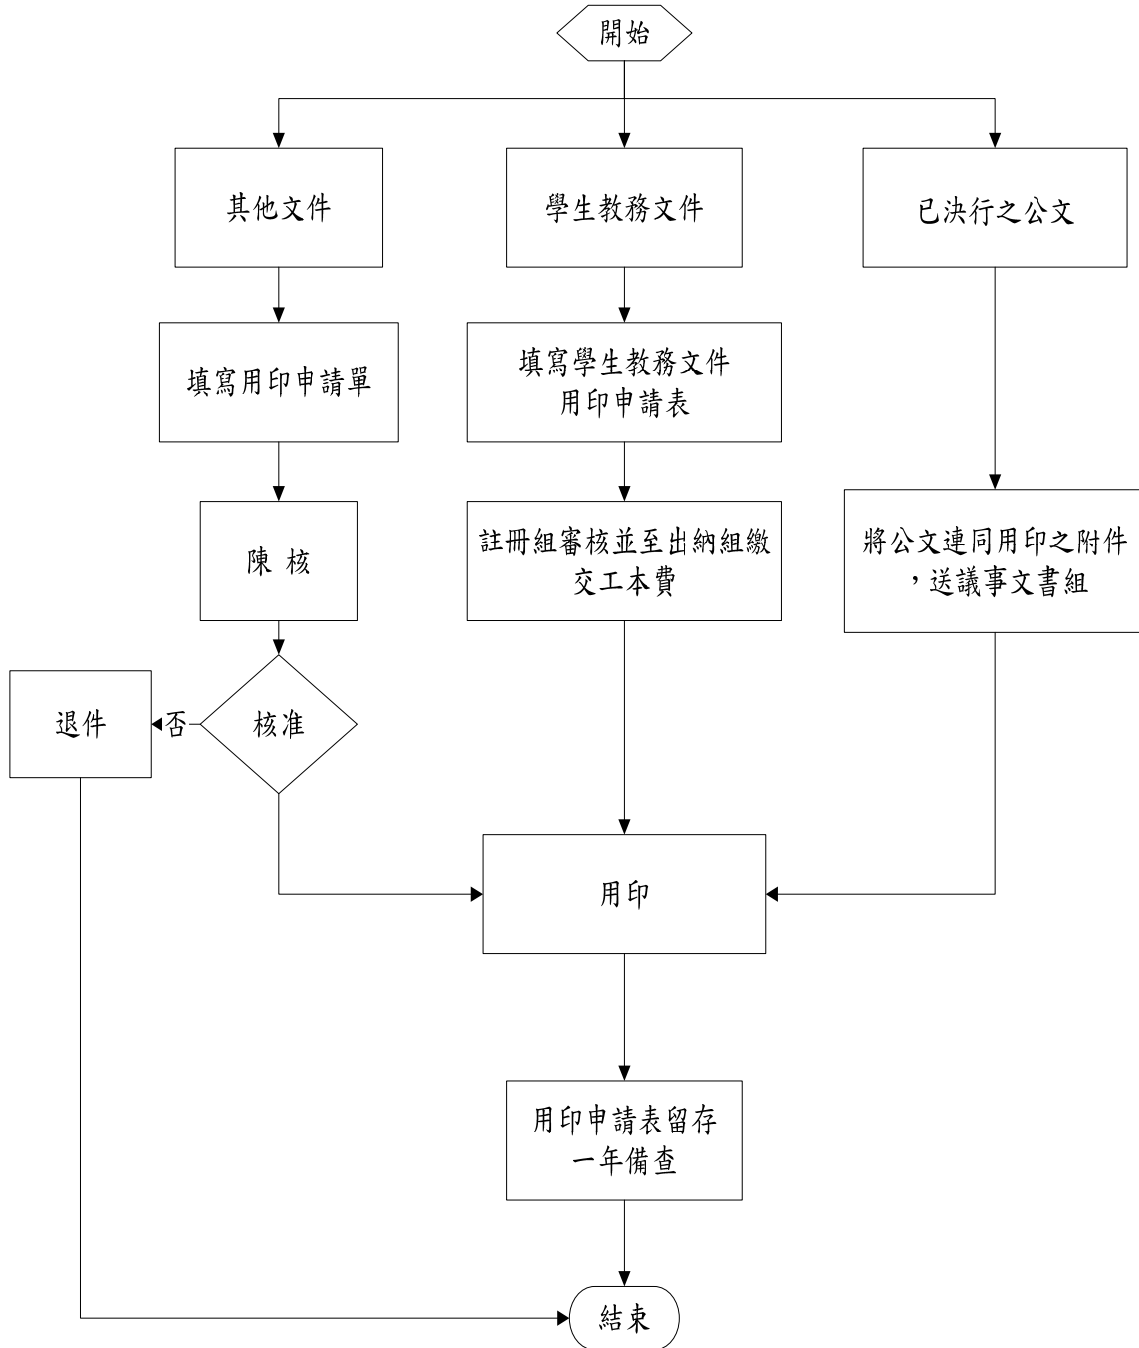 開始
其他文件
學生教務文件
已決行之公文
填寫用印申請單
填寫學生教務文件
用印申請表
陳 核
註冊組審核並至出納組繳
交工本費
將公文連同用印之附件
，送議事文書組
退件
否
核准
用印
用印申請表留存
一年備查
結束